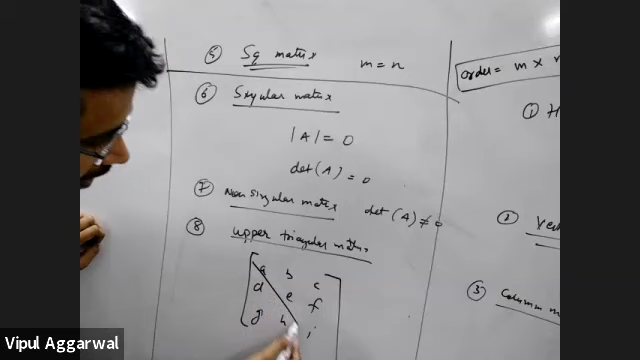 ⑤ Sq matrix m = n
⑥ Singular matrix
|A| = 0
det(A) = 0
⑦ Non singular matrix det(A) ≠ 0
⑧ upper triangular matrix
a b c
d e f
g h i
order = m ×
①
②
③ Column
Vipul Aggarwal